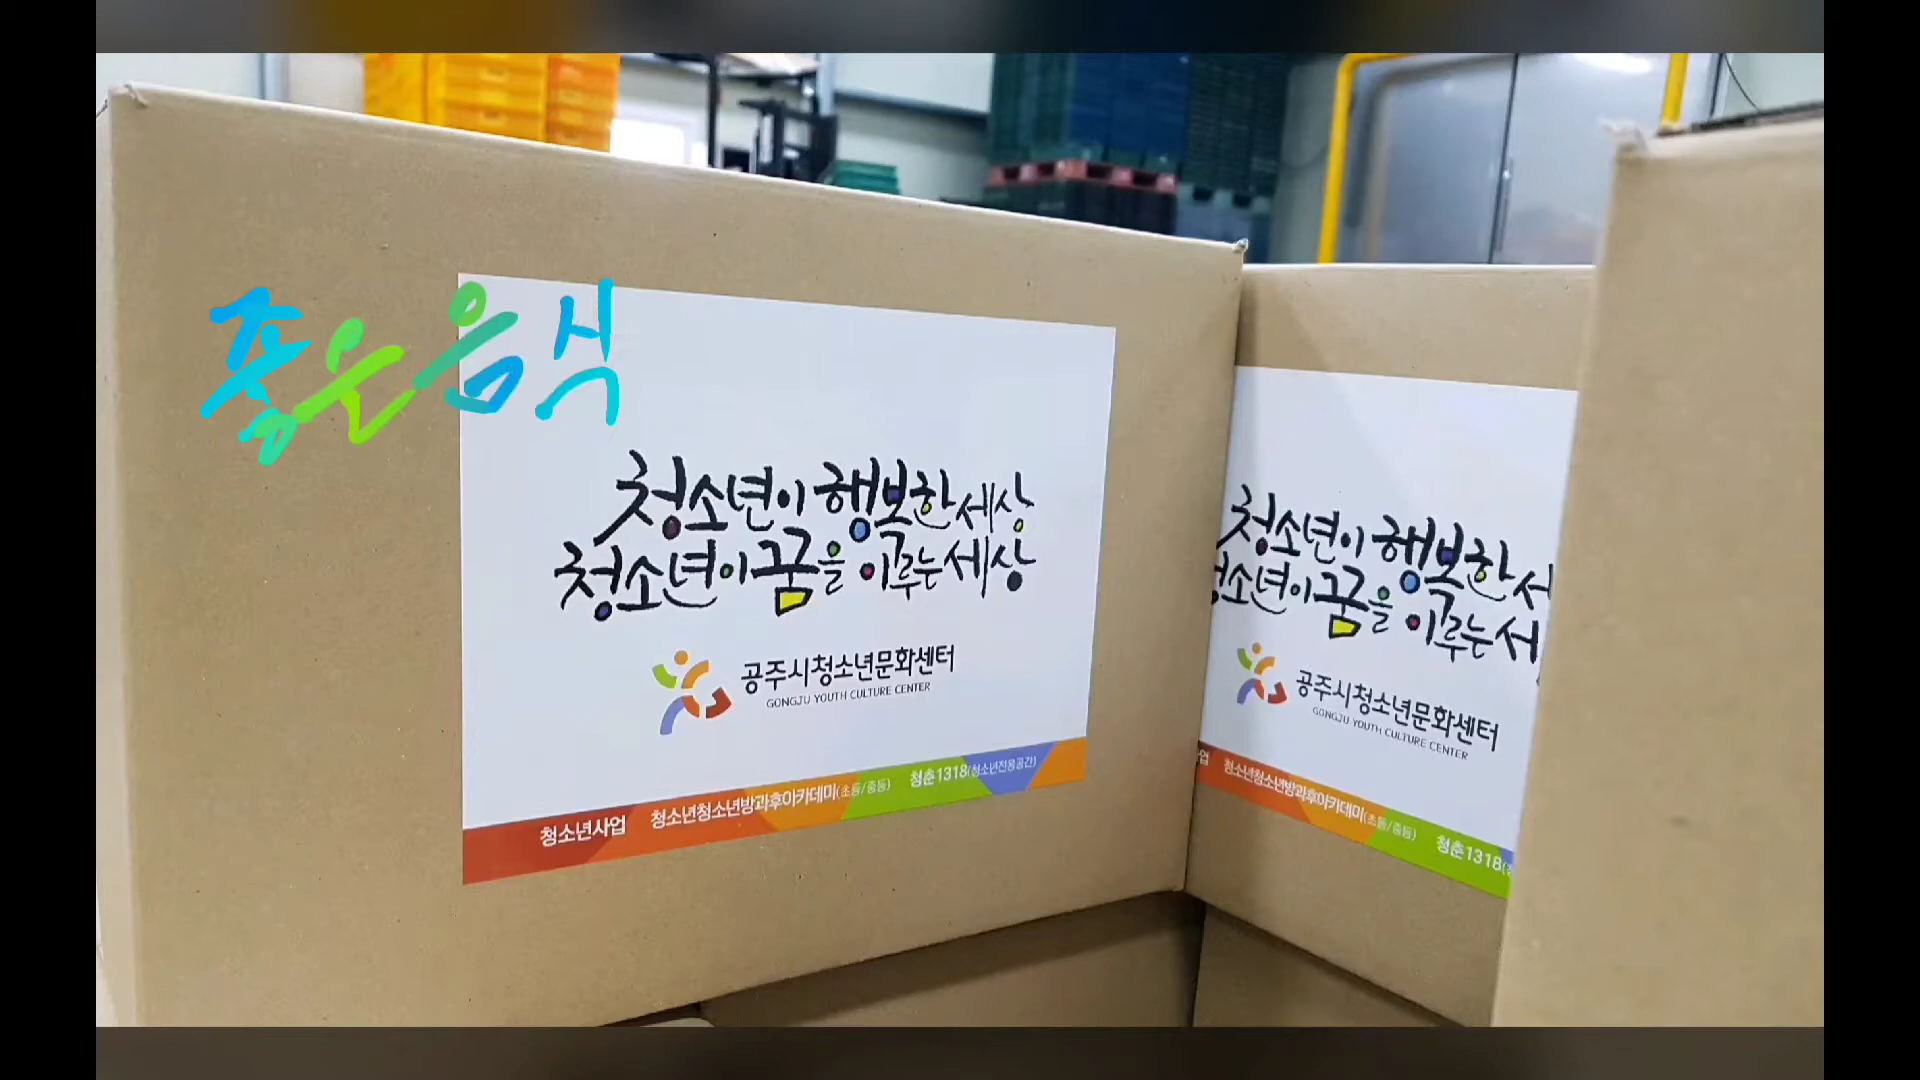 좋은음식
청소년이 행복한 세상
청소년이 꿈을 이루는 세상
공주시청소년문화센터
GONGJU YOUTH CULTURE CENTER
청소년사업 청소년청소년방과후아카데미(초등/중등) 청춘1318(청소년전용공간)
청소년이 행복한
청소년이 꿈을 이루는
공주시청소년문화센터
GONGJU YOUTH CULTURE CENTER
청소년청소년방과후아카데미(초등/중등) 청춘1318